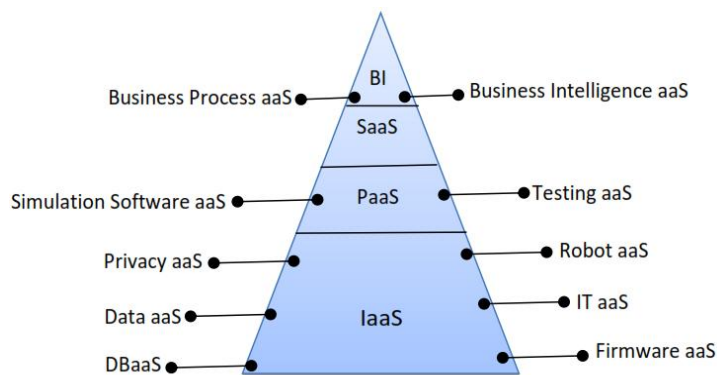 BI
Business Process aaS
Business Intelligence aaS
SaaS
Simulation Software aaS
PaaS
Testing aaS
Privacy aaS
Robot aaS
Data aaS
IaaS
IT aaS
DBaaS
Firmware aaS